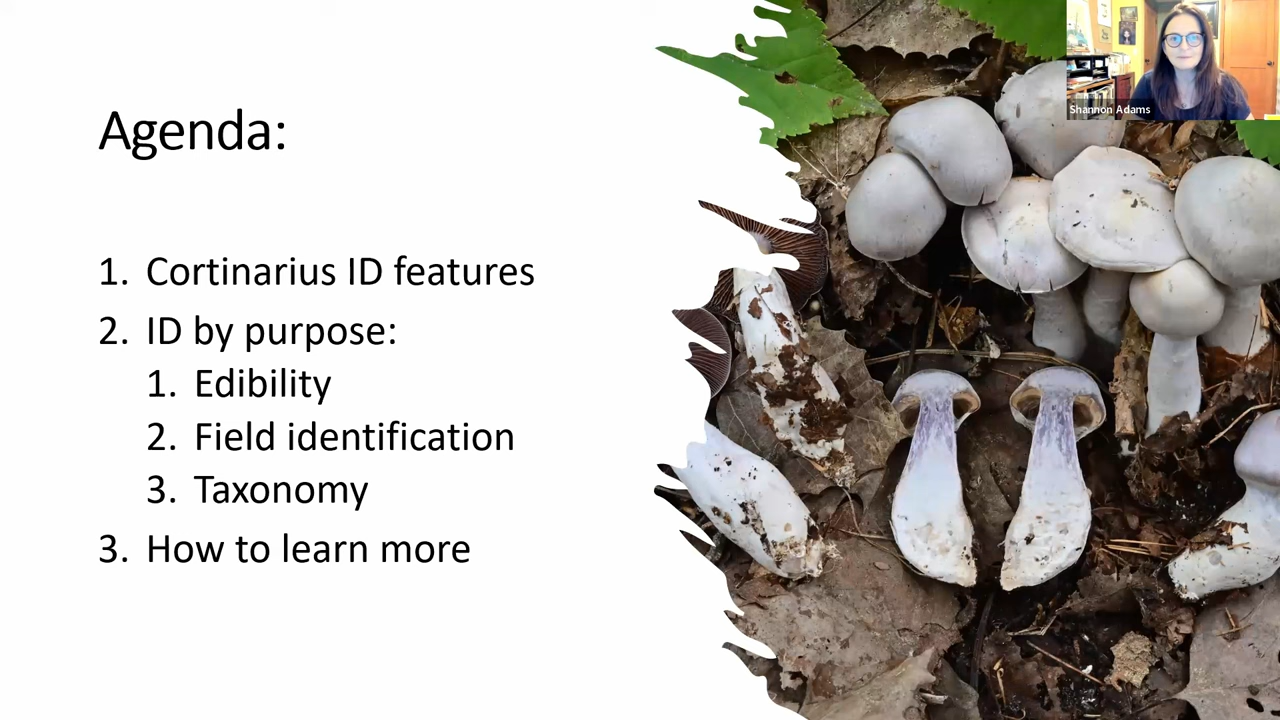 Agenda:
1. Cortinarius ID features
2. ID by purpose:
1. Edibility
2. Field identification
3. Taxonomy
3. How to learn more
Shannon Adams